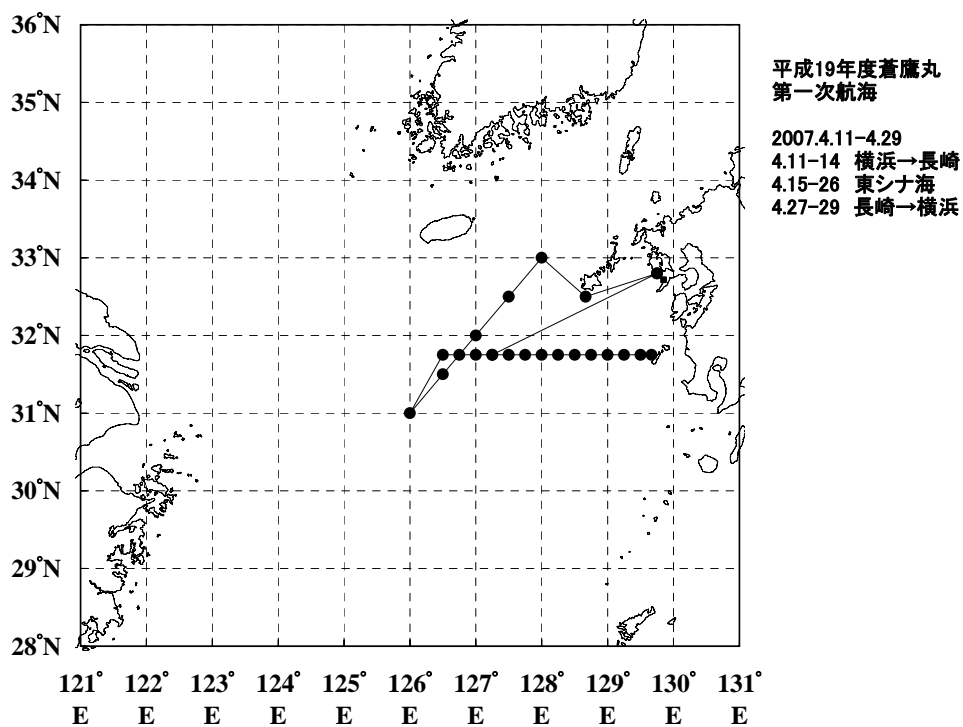 36°N
35°N
34°N
33°N
32°N
31°N
30°N
29°N
28°N
121° 122° 123° 124° 125° 126° 127° 128° 129° 130° 131°
E E E E E E E E E E E
平成19年度蒼鷹丸
第一次航海
2007.4.11-4.29
4.11-14 横浜→長崎
4.15-26 東シナ海
4.27-29 長崎→横浜